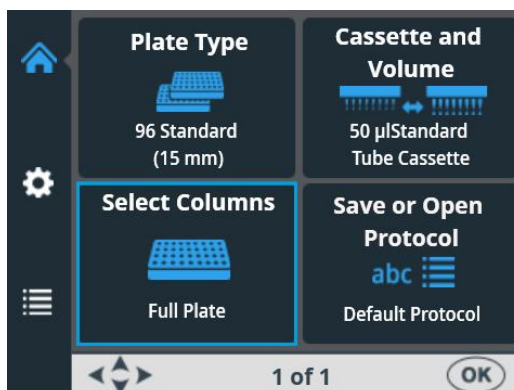 Plate Type
96 Standard
(15 mm)
Cassette and
Volume
50 µlStandard
Tube Cassette
Select Columns
Full Plate
Save or Open
Protocol
abc
Default Protocol
1 of 1
OK